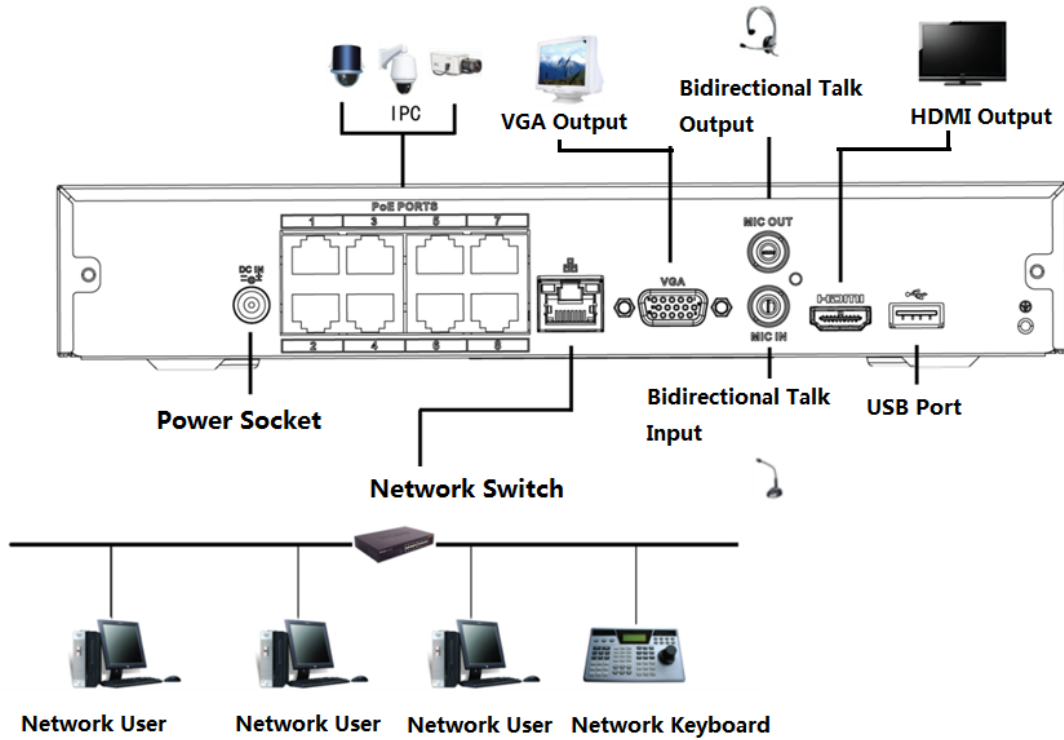 IPC
VGA Output
Bidirectional Talk
Output
HDMI Output
PoE PORTS
1 3 5 7
MIC OUT
DC IN
VGA
HDMI
MIC IN
2 4 6 8
Power Socket
Bidirectional Talk
Input
USB Port
Network Switch
Network User
Network User
Network User
Network Keyboard